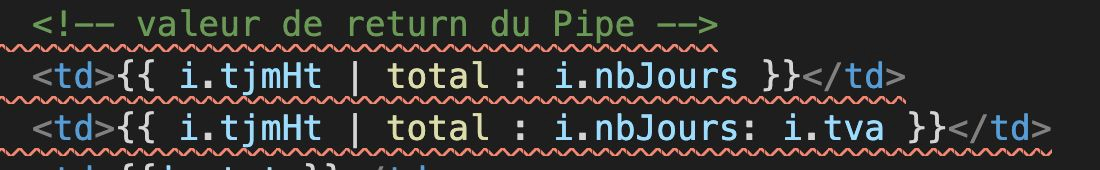 <!-- valeur de return du Pipe -->
<td>{{ i.tjmHt | total : i.nbJours }}</td>
<td>{{ i.tjmHt | total : i.nbJours: i.tva }}</td>